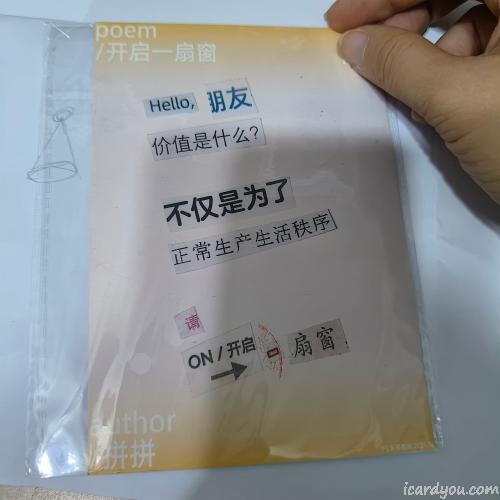 poem
/开启一扇窗
Hello, 朋友
价值是什么?
不仅是为了
正常生产生活秩序
请
ON / 开启 一 扇窗
author
/拼拼
icardyou.com